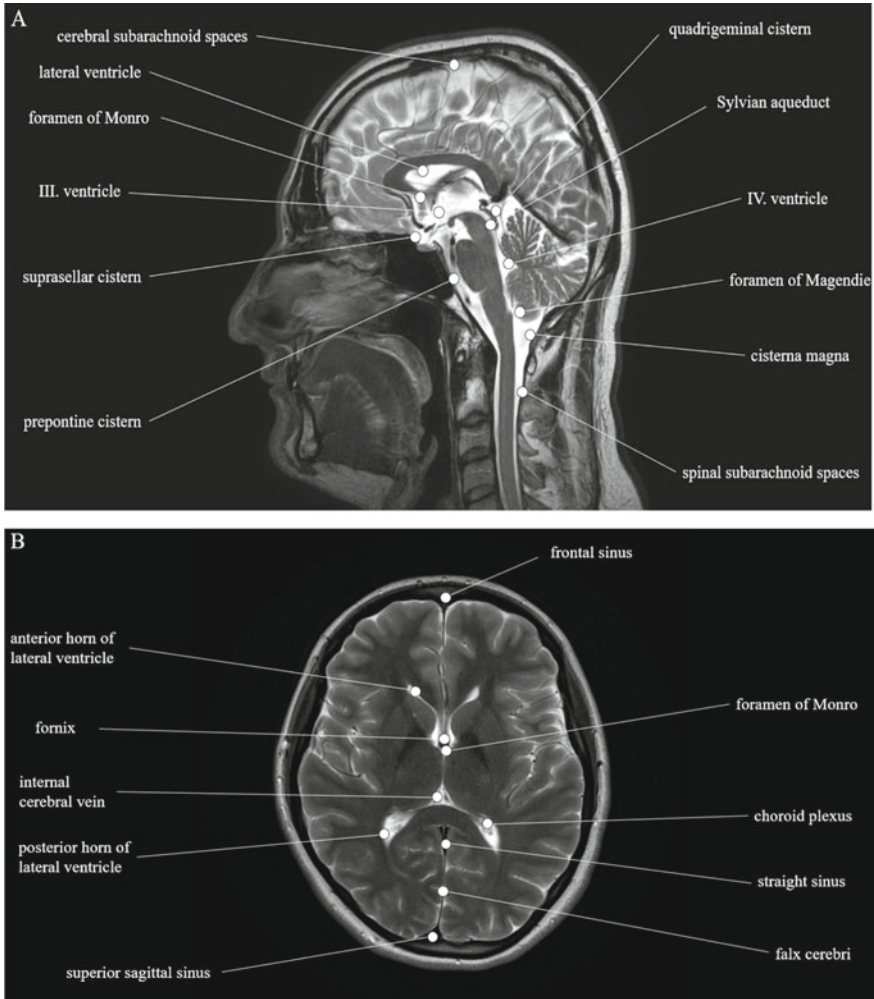 A
cerebral subarachnoid spaces
lateral ventricle
foramen of Monro
III. ventricle
suprasellar cistern
prepontine cistern
quadrigeminal cistern
Sylvian aqueduct
IV. ventricle
foramen of Magendie
cisterna magna
spinal subarachnoid spaces
B
frontal sinus
anterior horn of
lateral ventricle
fornix
internal
cerebral vein
posterior horn of
lateral ventricle
superior sagittal sinus
foramen of Monro
choroid plexus
straight sinus
falx cerebri